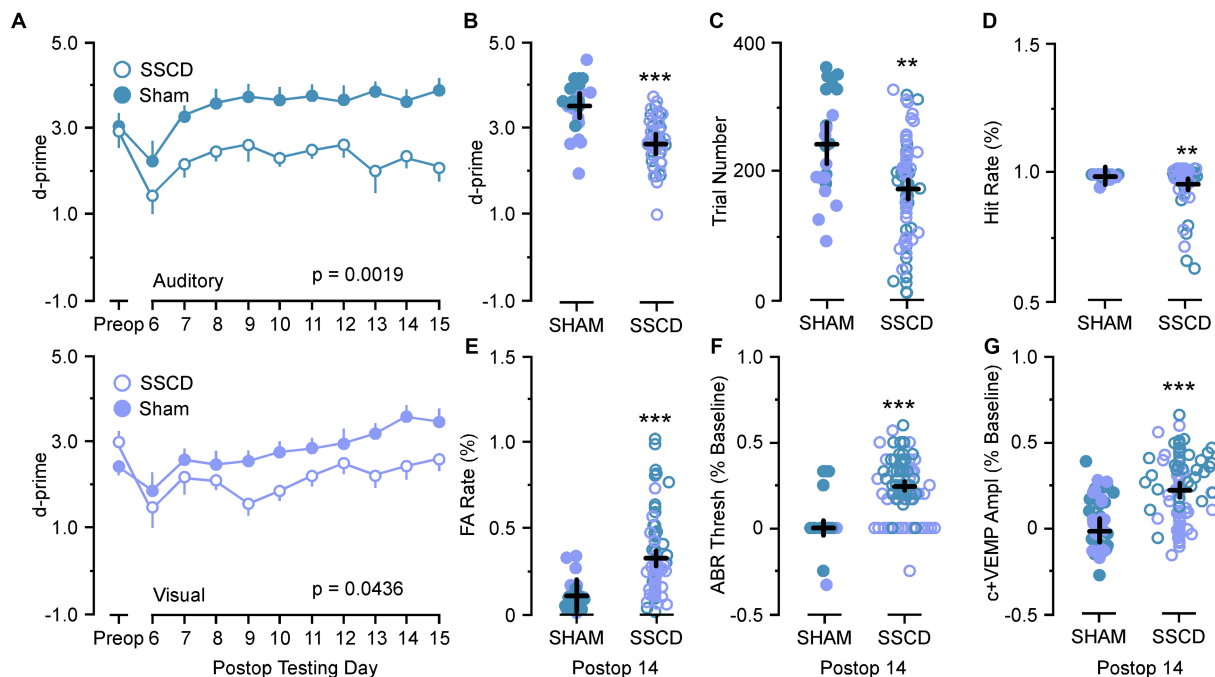 A
5.0
3.0
1.0
-1.0
d-prime
SSCD
Sham
Auditory
p = 0.0019
Preop 6 7 8 9 10 11 12 13 14 15
5.0
3.0
1.0
-1.0
d-prime
SSCD
Sham
Visual
p = 0.0436
Preop 6 7 8 9 10 11 12 13 14 15
Postop Testing Day
B
5.0
3.0
1.0
-1.0
d-prime
***
SHAM SSCD
C
400
200
0
Trial Number
**
SHAM SSCD
D
1.5
1.0
0.5
Hit Rate (%)
**
SHAM SSCD
E
1.5
1.0
0.5
0
FA Rate (%)
***
SHAM SSCD
Postop 14
F
1.0
0.5
0
-0.5
ABR Thresh (% Baseline)
***
SHAM SSCD
Postop 14
G
1.0
0.5
0
-0.5
c+VEMP Ampl (% Baseline)
***
SHAM SSCD
Postop 14